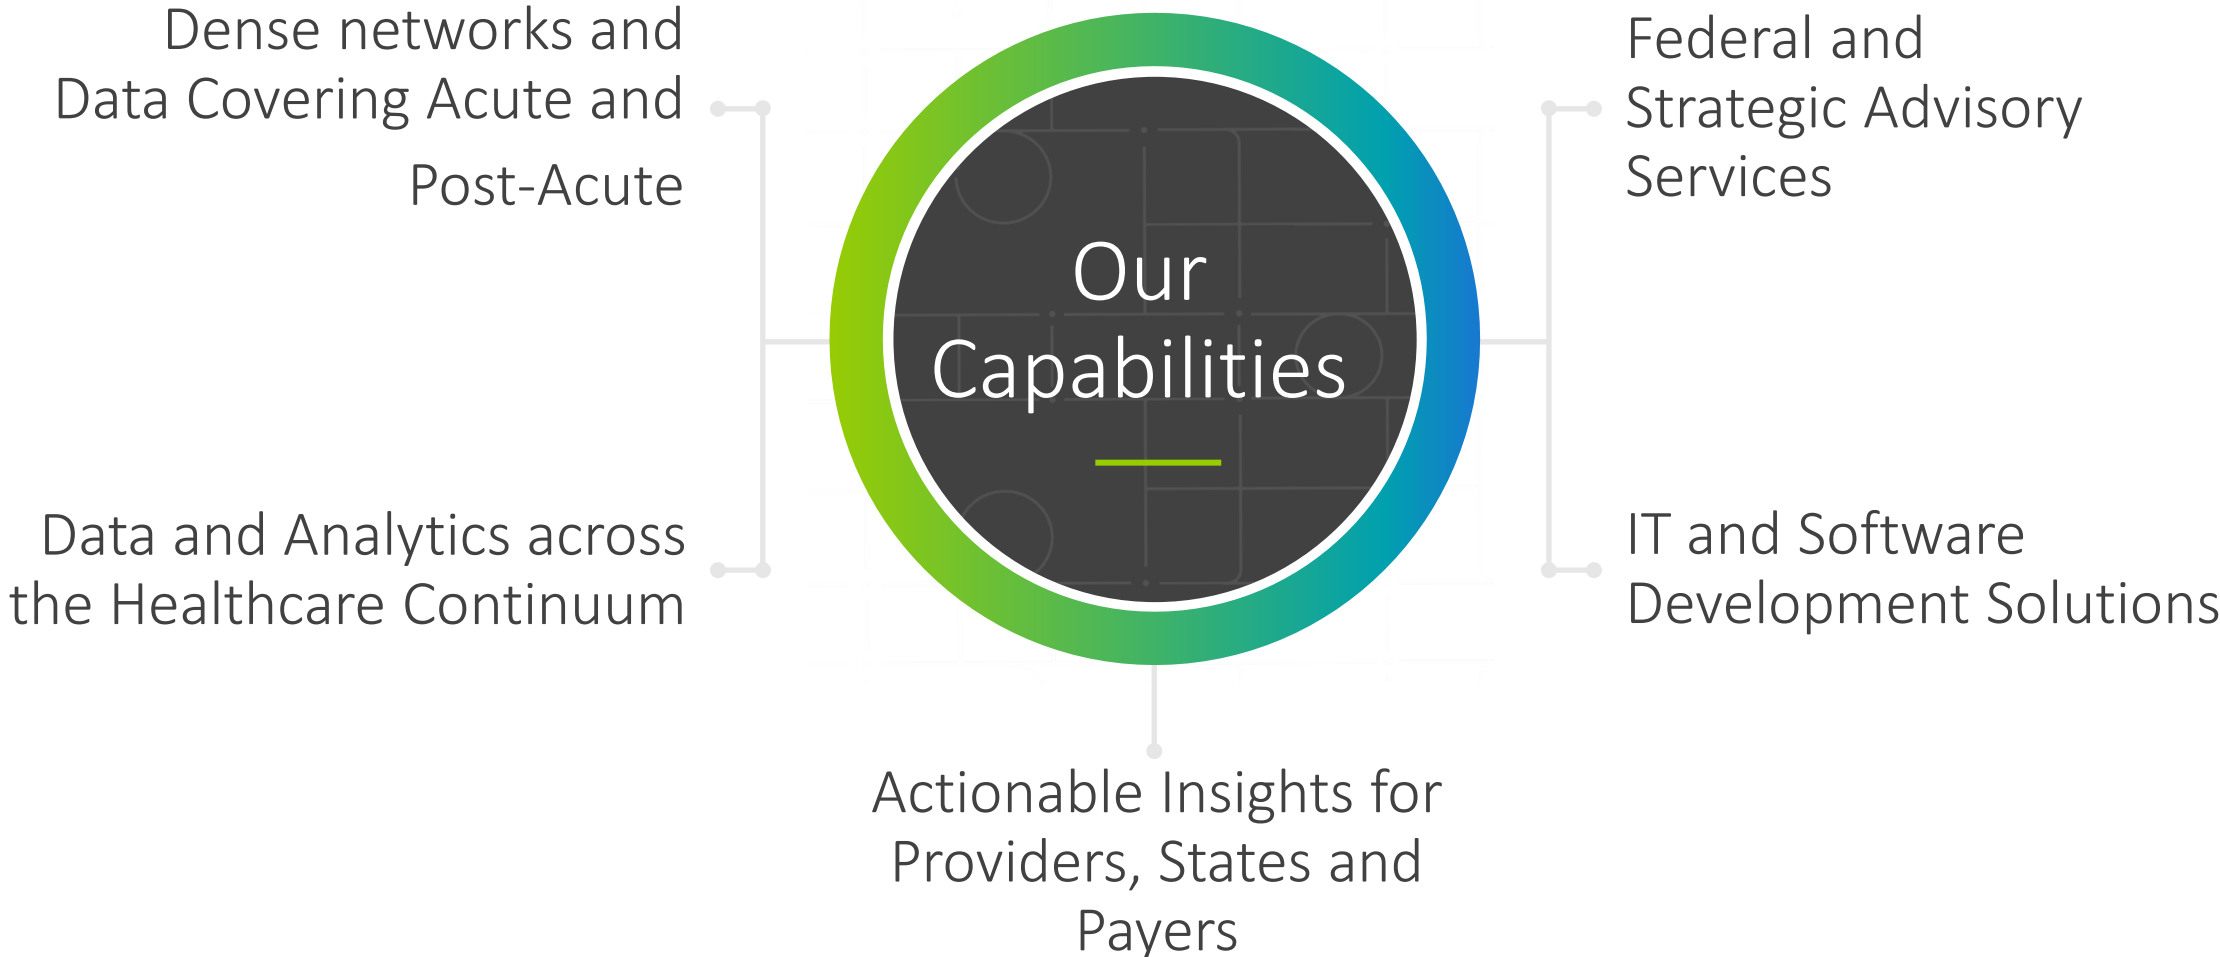 Dense networks and
Data Covering Acute and
Post-Acute
Data and Analytics across
the Healthcare Continuum
Our
Capabilities
Actionable Insights for
Providers, States and
Payers
Federal and
Strategic Advisory
Services
IT and Software
Development Solutions